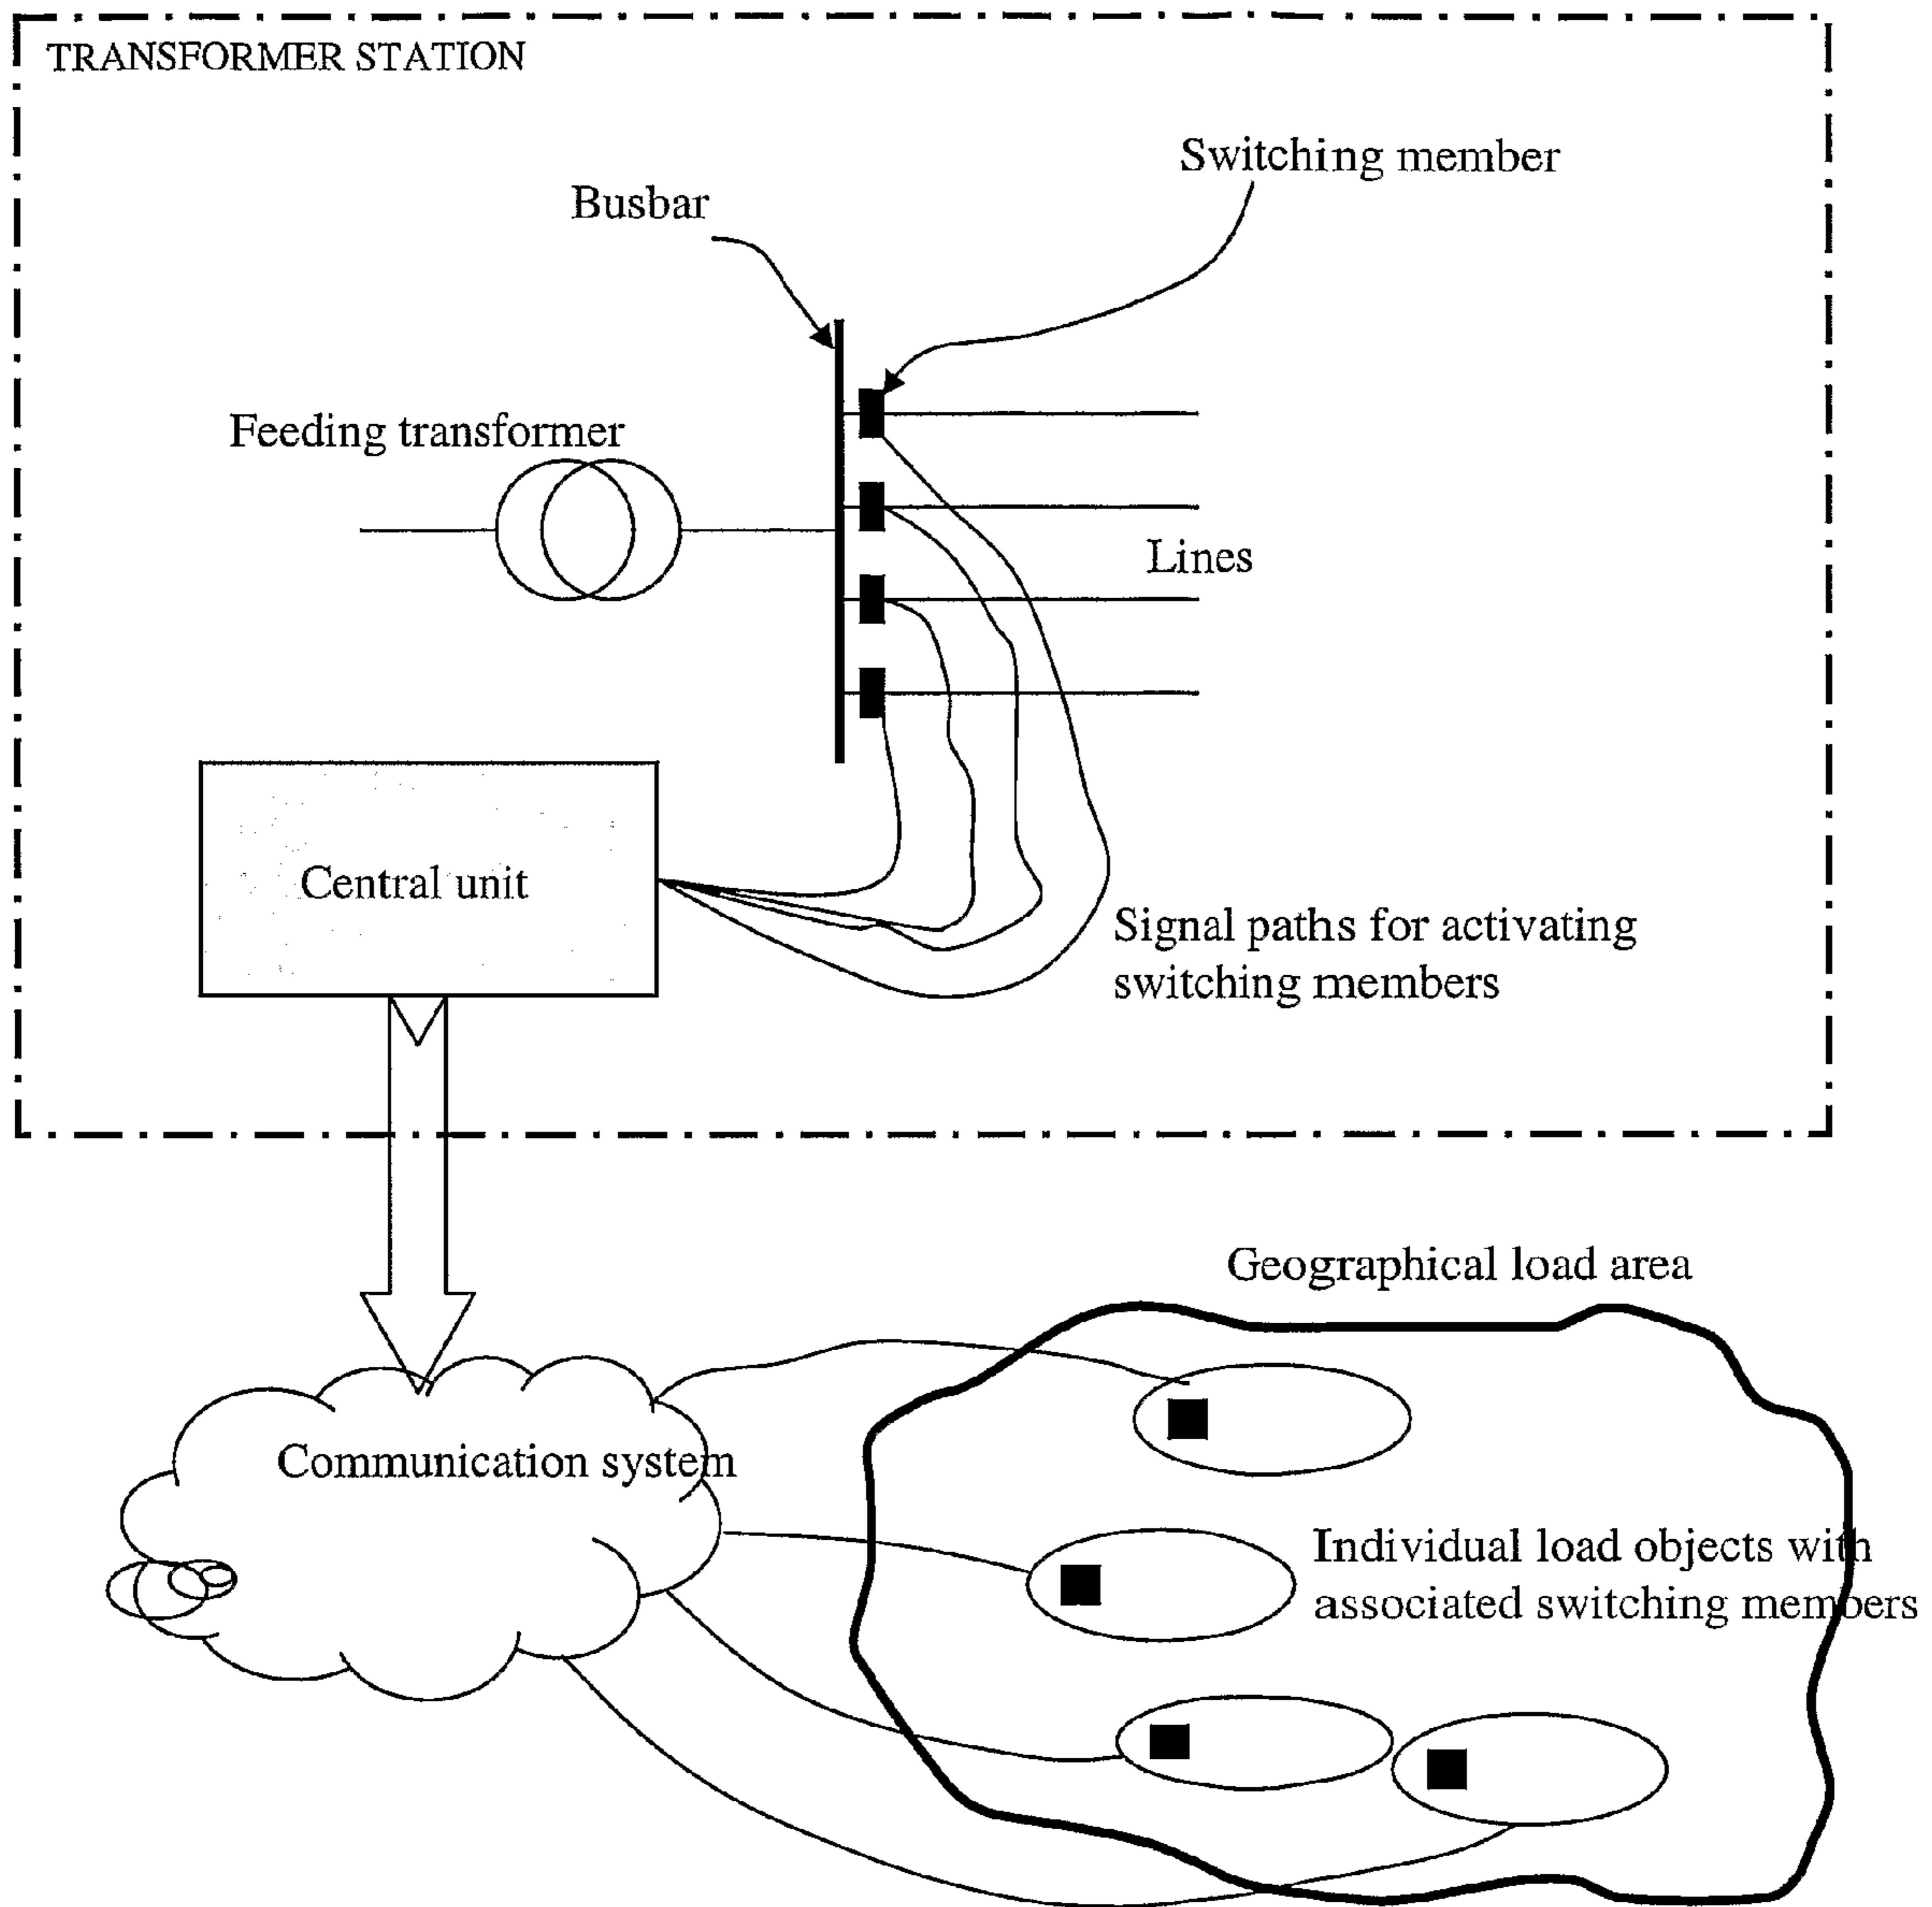 TRANSFORMER STATION
Switching member
Busbar
Feeding transformer
Lines
Central unit
Signal paths for activating
switching members
Geographical load area
Communication system
Individual load objects with
associated switching members